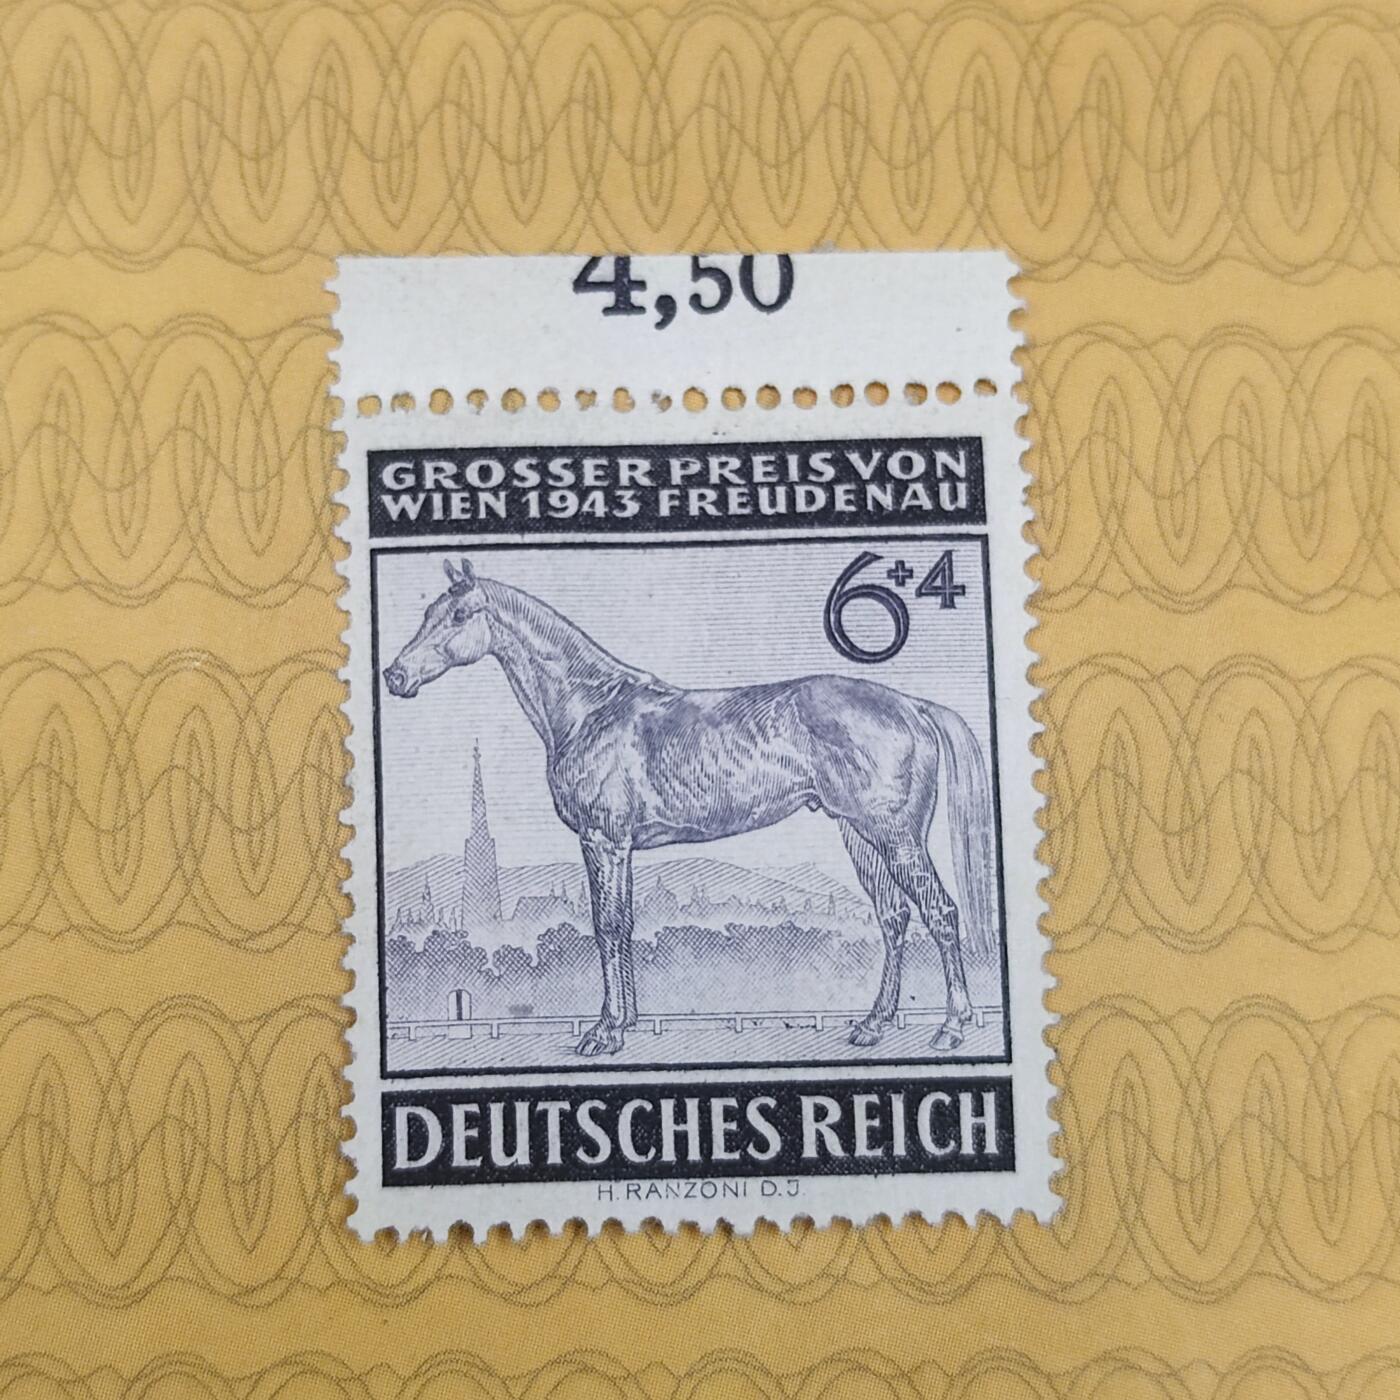 4,50
GROSSER PREIS VON
WIEN 1943 FREUDENAU
6+4
DEUTSCHES REICH
H. RANZONI D.J.